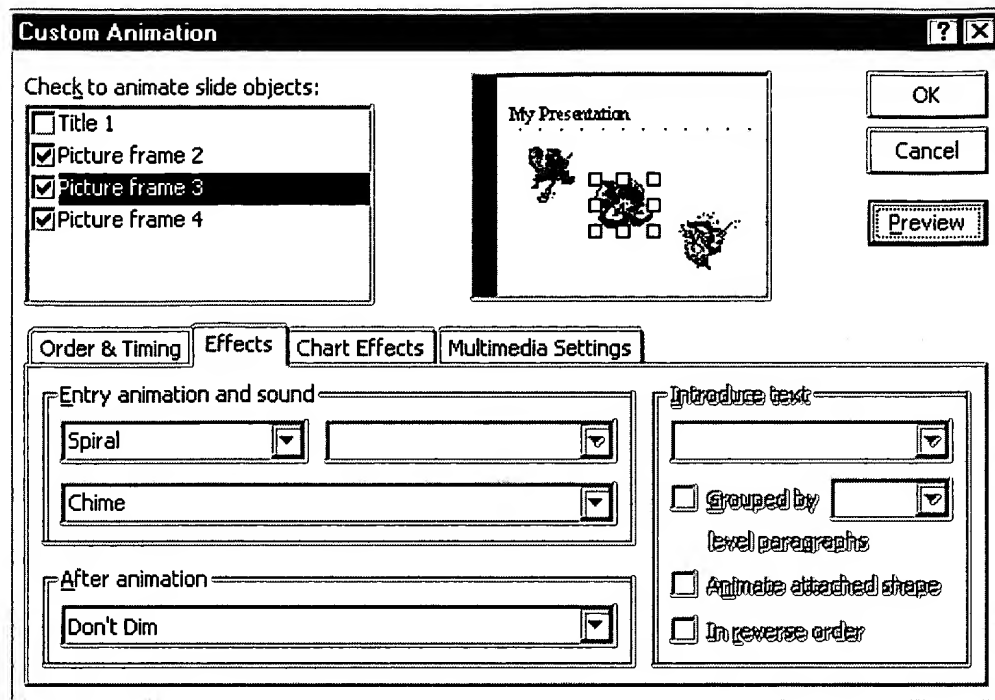 Custom Animation
Check to animate slide objects:
Title 1
Picture frame 2
Picture frame 3
Picture frame 4
My Presentation
OK
Cancel
Preview
Order & Timing
Effects
Chart Effects
Multimedia Settings
Entry animation and sound
Spiral
Chime
After animation
Don't Dim
Introduce text
Grouped by
level paragraphs
Animate attached shape
In reverse order